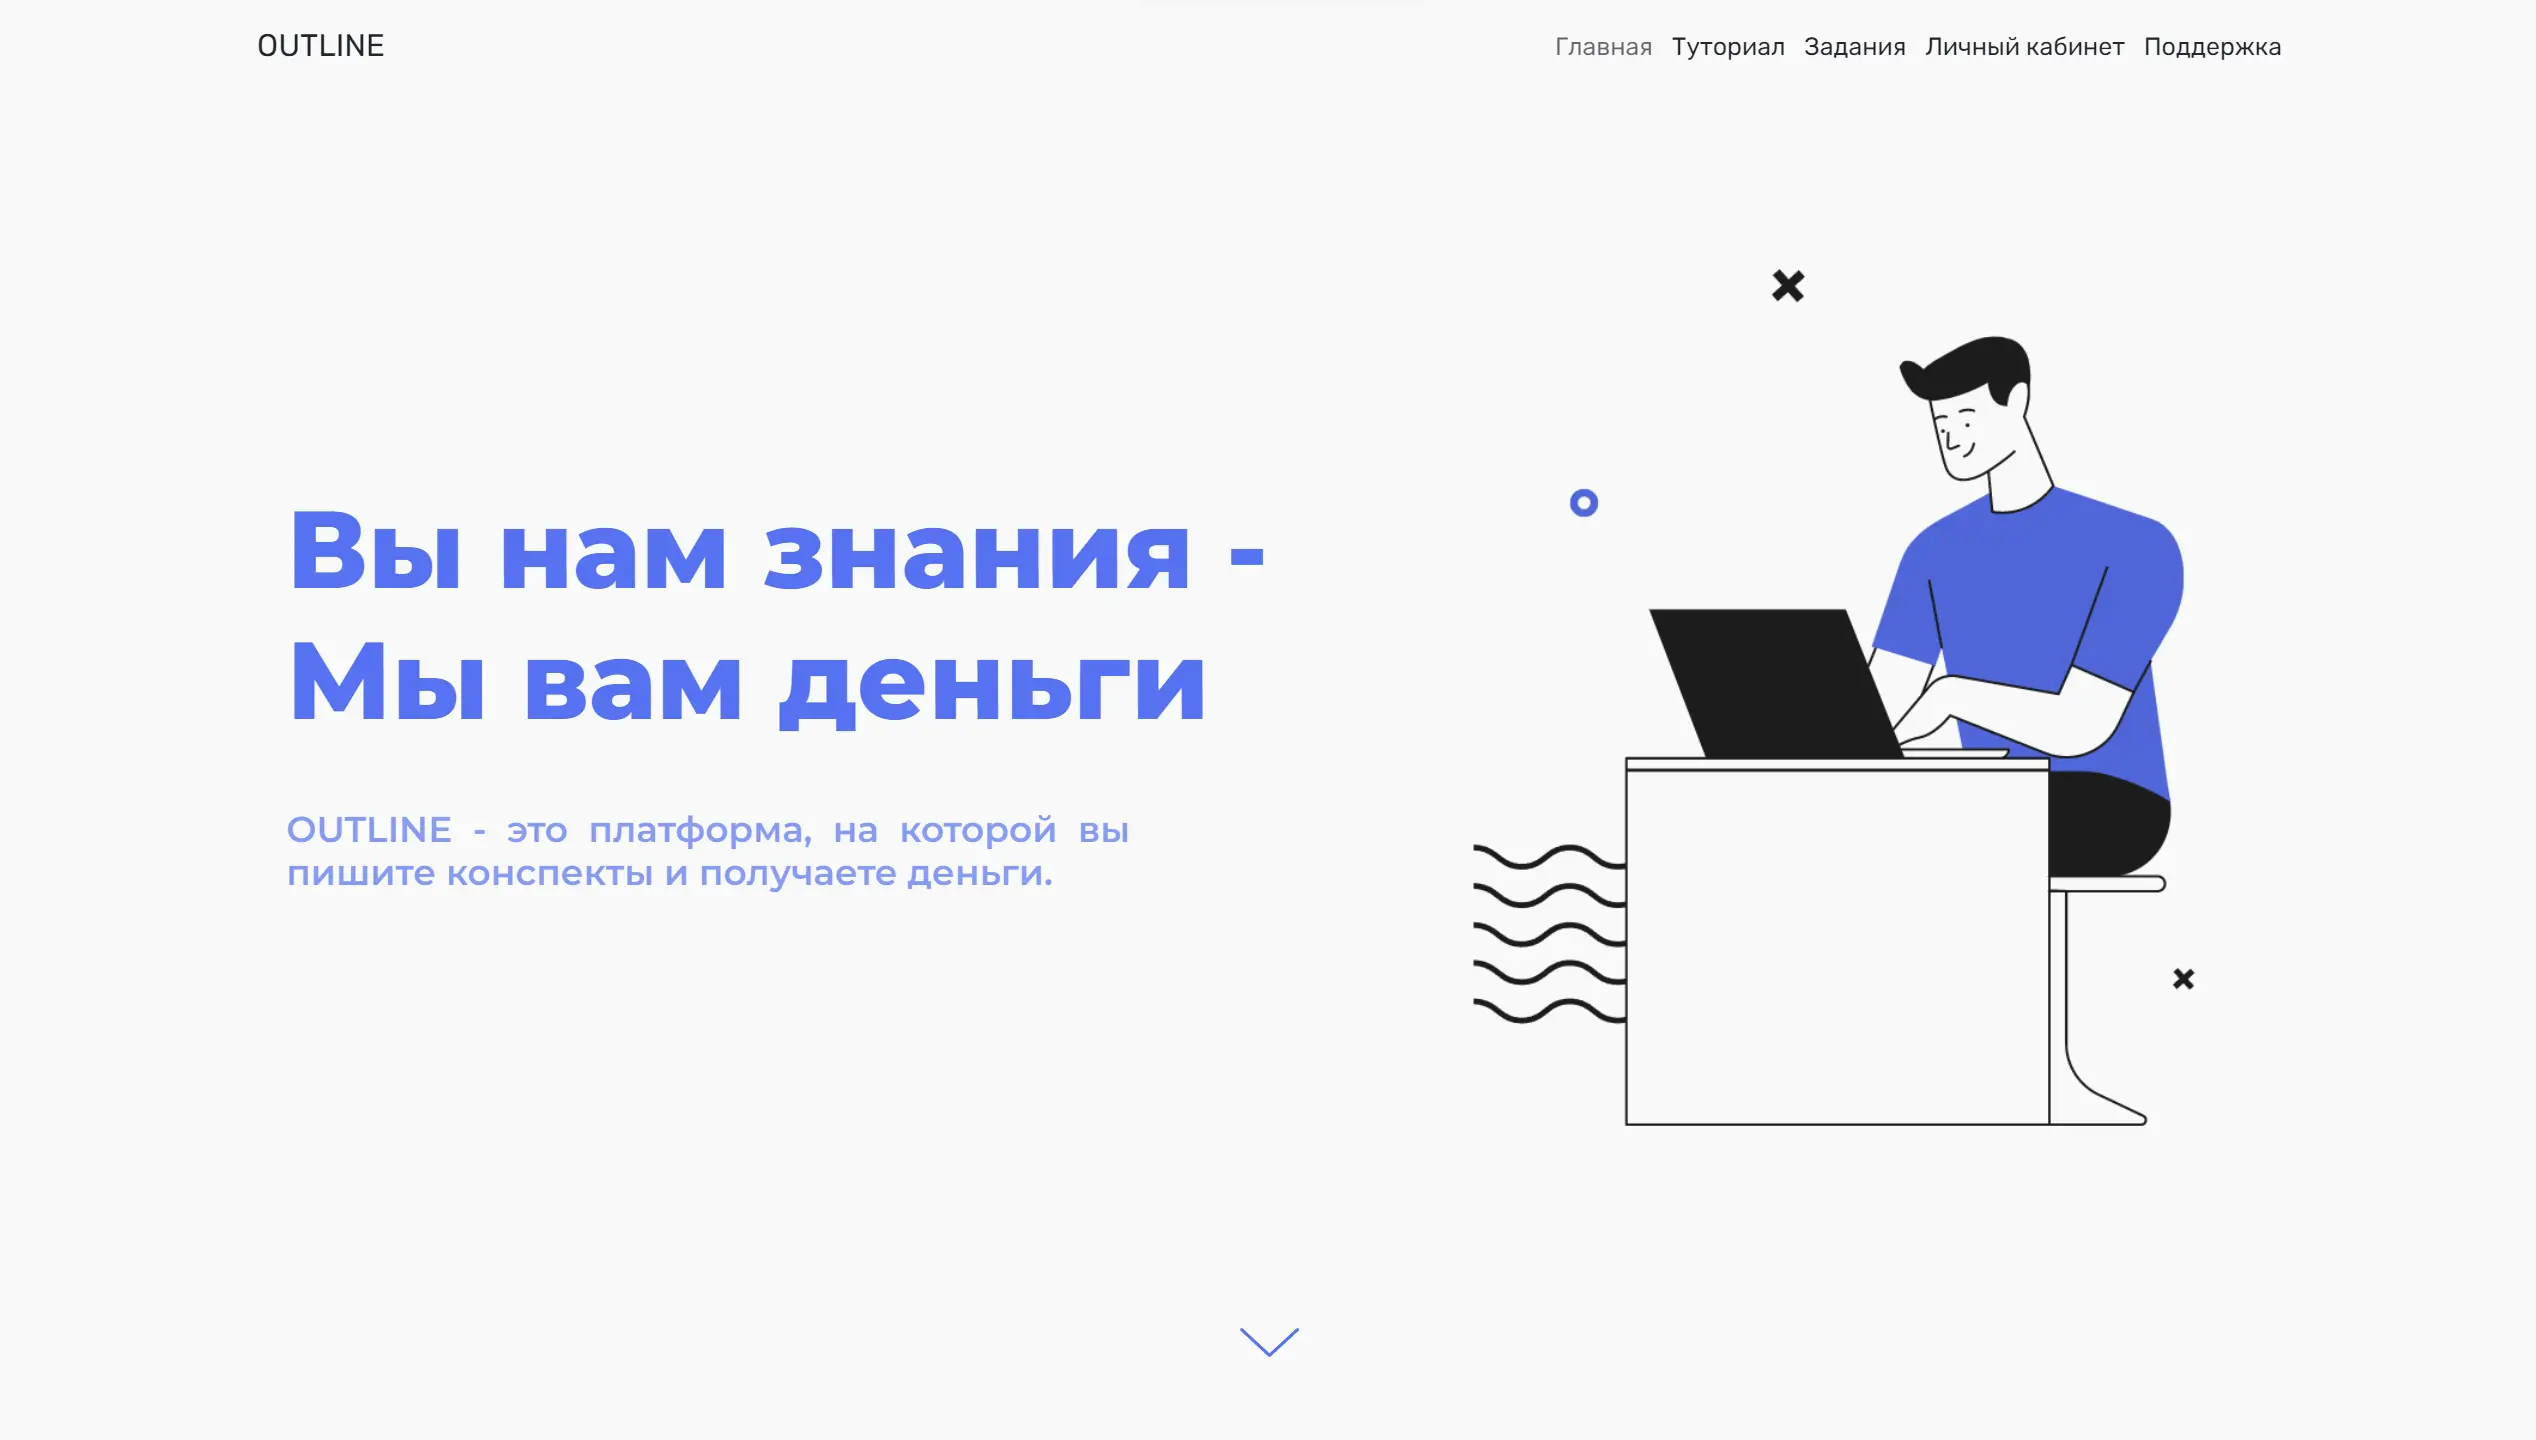 OUTLINE
Главная Туториал Задания Личный кабинет Поддержка
Вы нам знания -
Мы вам деньги
OUTLINE - это платформа, на которой вы
пишите конспекты и получаете деньги.